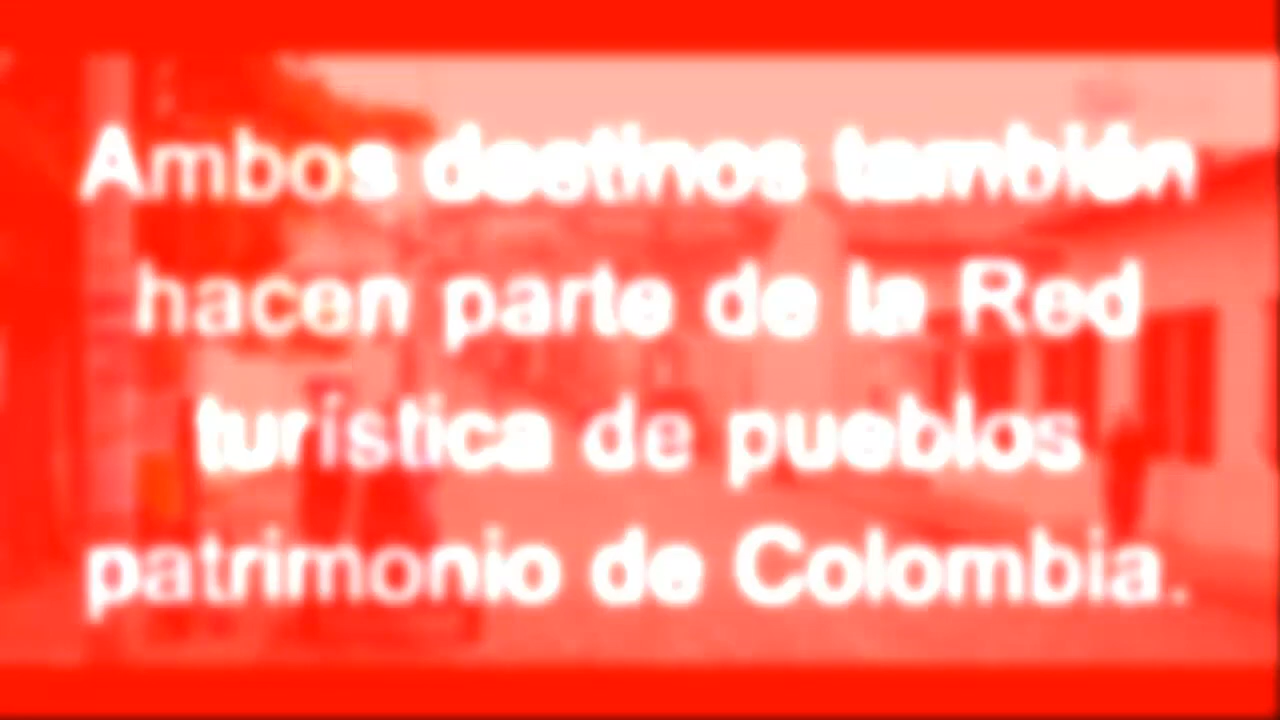 Ambos destinos también
hacen parte de la Red
turística de pueblos
patrimonio de Colombia.